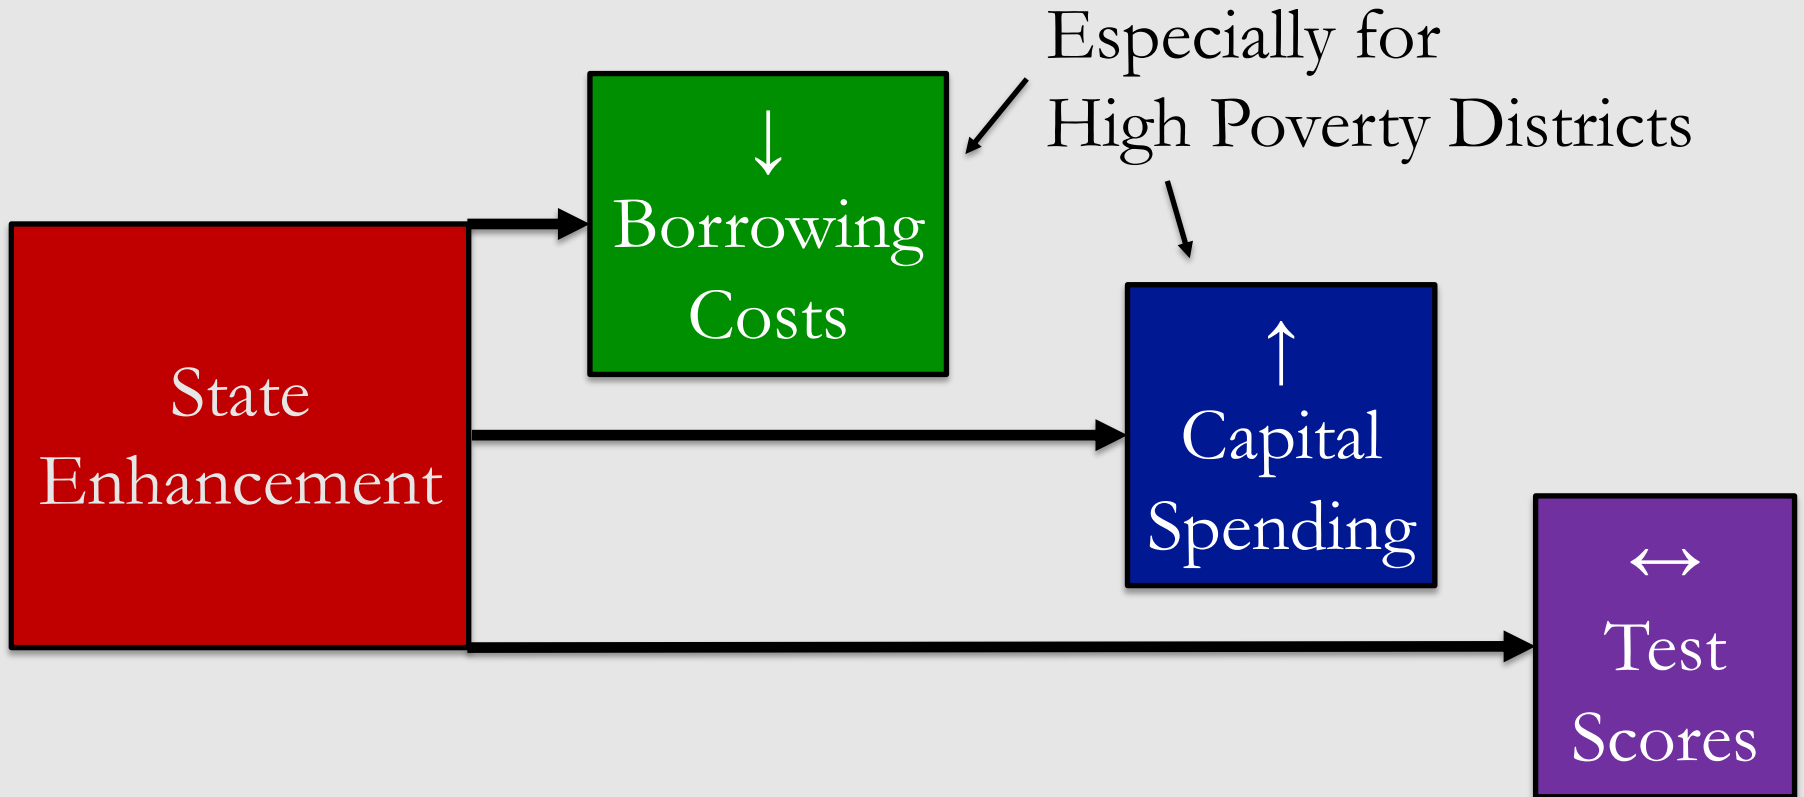 Especially for
High Poverty Districts
↓
Borrowing
Costs
State
Enhancement
↑
Capital
Spending
↔
Test
Scores